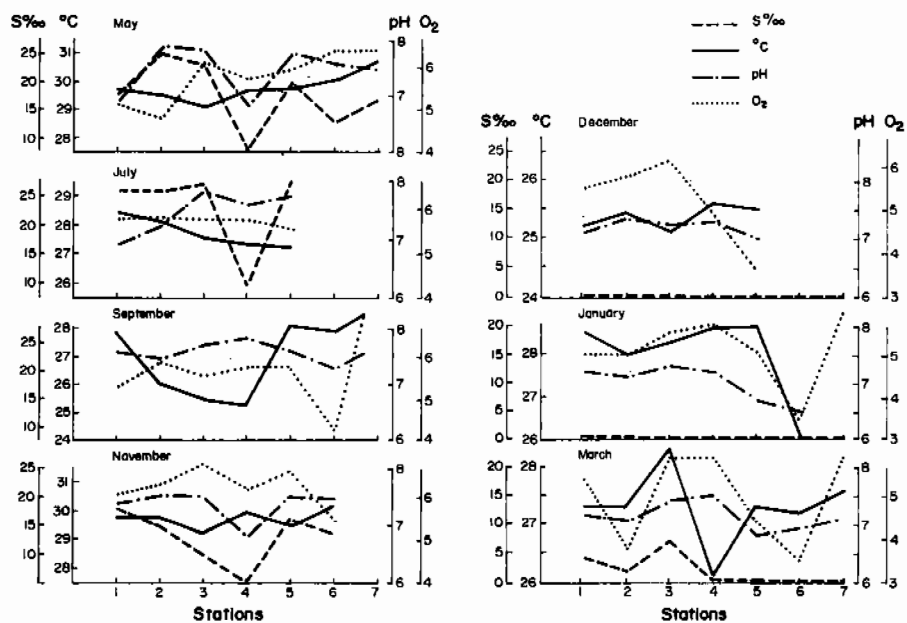 S‰ °C May pH O₂
25 31 8 6
20 30 7 5
15 29
10 28 8 4
July
25 29 8 6
20 28
15 27 7 5
10 26 6 4
September
25 28 8 6
20 27
15 26 7 5
10 25
24 6 4
November
20 31 8 6
15 30 7 5
10 29
28 6 4
1 2 3 4 5 6 7
Stations
S‰
°C
pH
O₂
S‰ °C December pH O₂
25 8 6
20 26
15 5
10 25 7 4
5
0 24 6 3
January
20 8 6
15 28 5
10 7
5 27 4
0 26 6 3
March
20 28 8 6
15 5
10 27 7
5 4
0 26 6 3
1 2 3 4 5 6 7
Stations